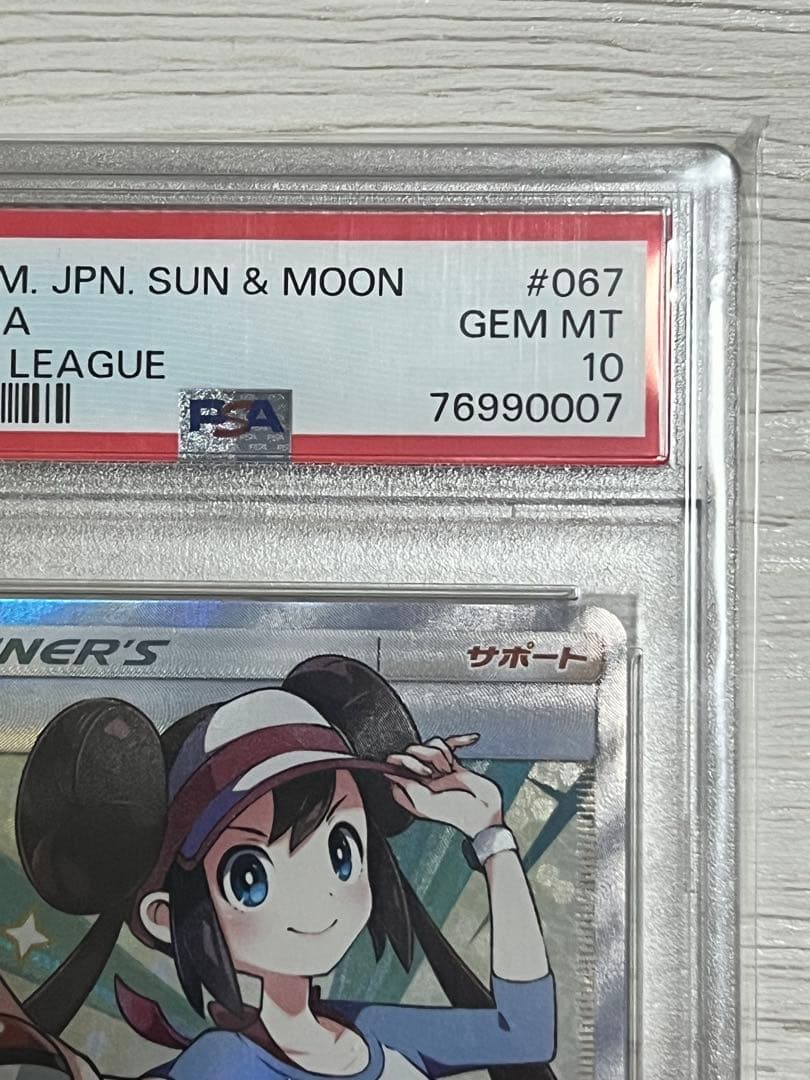 M. JPN. SUN & MOON #067
A GEM MT
LEAGUE 10
PSA 76990007
NER'S サポート